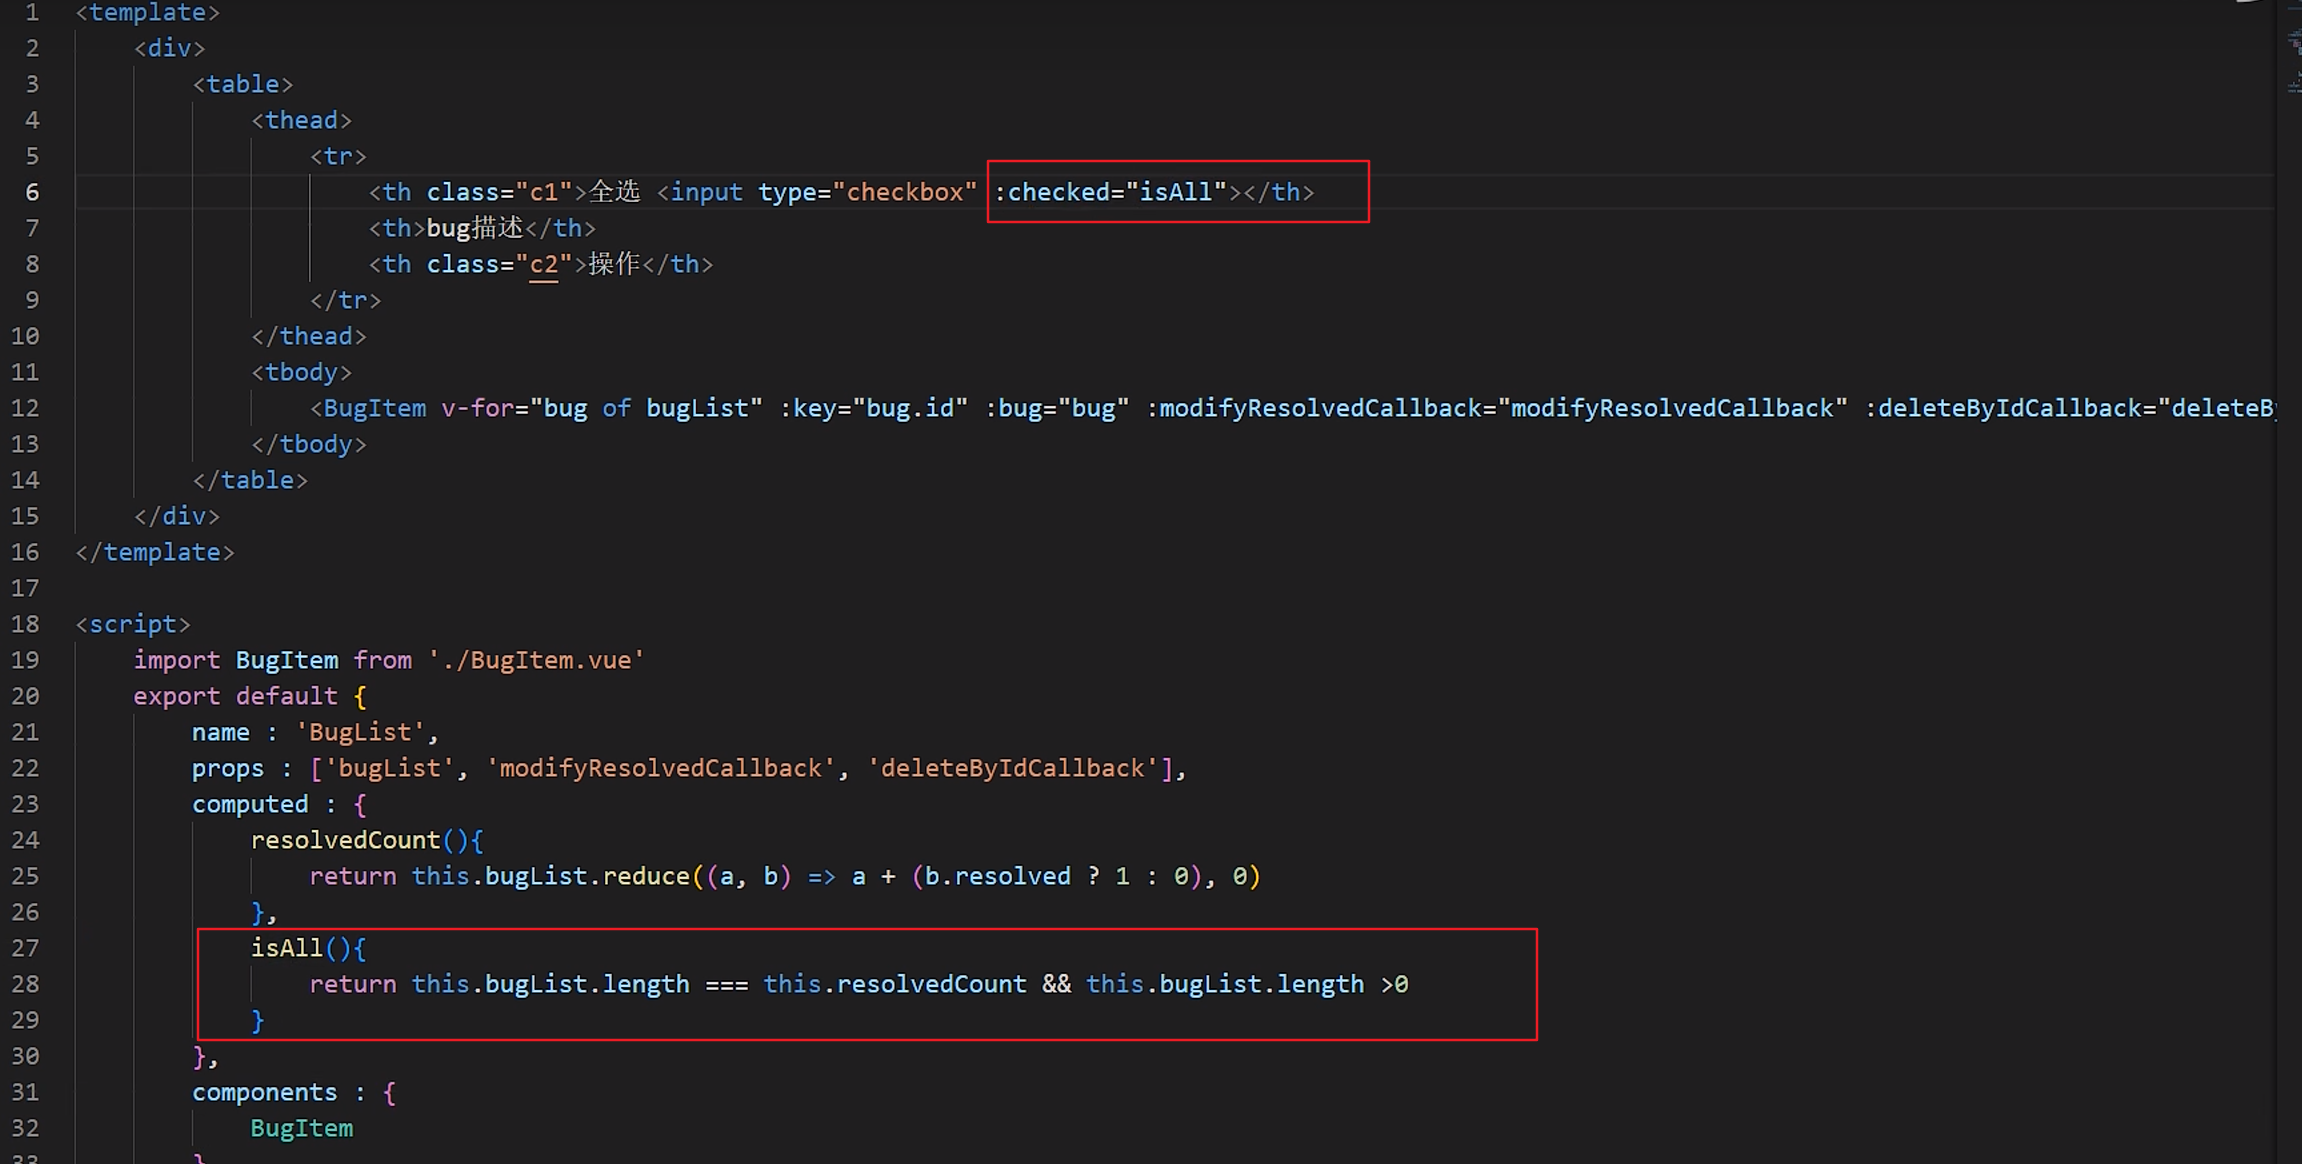 1 <template>
2 <div>
3 <table>
4 <thead>
5 <tr>
6 <th class="c1">全选 <input type="checkbox" :checked="isAll"></th>
7 <th>bug描述</th>
8 <th class="c2">操作</th>
9 </tr>
10 </thead>
11 <tbody>
12 <BugItem v-for="bug of bugList" :key="bug.id" :bug="bug" :modifyResolvedCallback="modifyResolvedCallback" :deleteByIdCallback="deleteBy
13 </tbody>
14 </table>
15 </div>
16 </template>
17
18 <script>
19 import BugItem from './BugItem.vue'
20 export default {
21 name : 'BugList',
22 props : ['bugList', 'modifyResolvedCallback', 'deleteByIdCallback'],
23 computed : {
24 resolvedCount(){
25 return this.bugList.reduce((a, b) => a + (b.resolved ? 1 : 0), 0)
26 },
27 isAll(){
28 return this.bugList.length === this.resolvedCount && this.bugList.length >0
29 }
30 },
31 components : {
32 BugItem
33 }